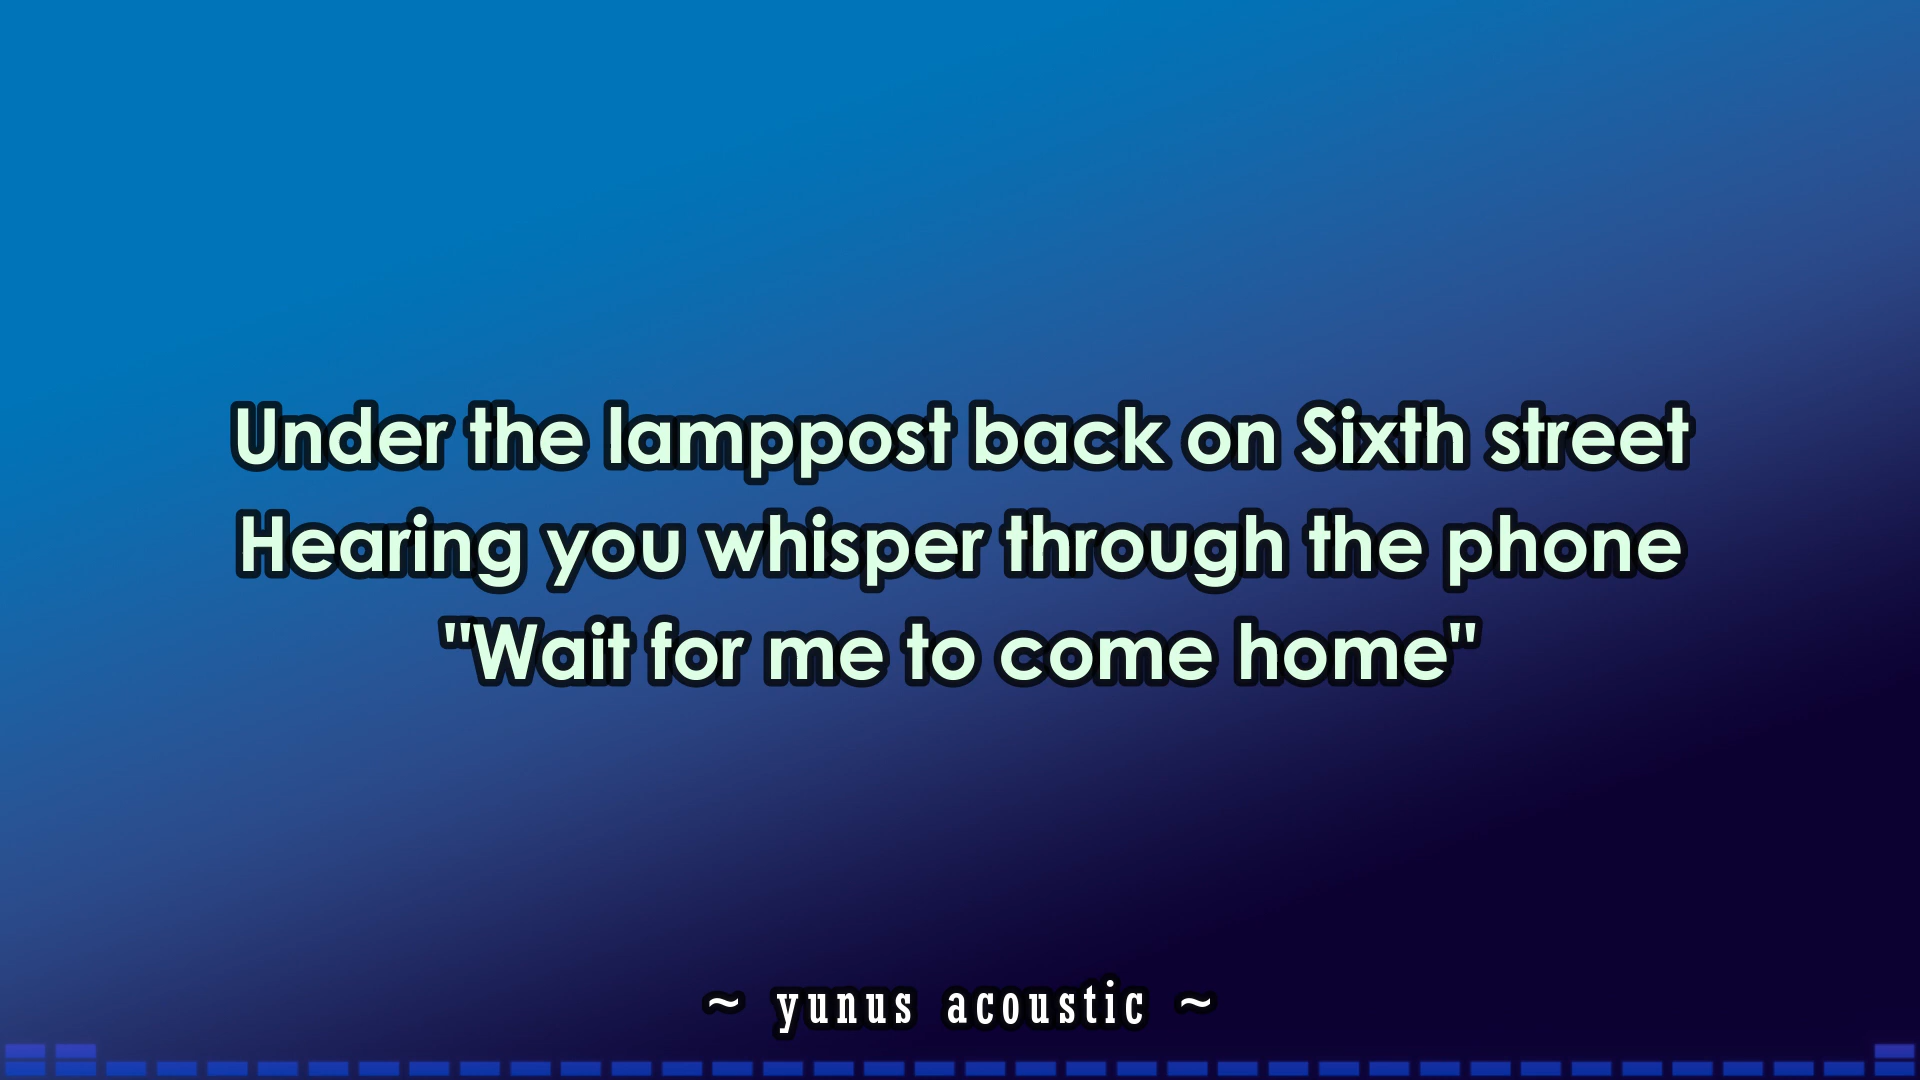 Under the lamppost back on Sixth street
Hearing you whisper through the phone
"Wait for me to come home"
~ yunus acoustic ~